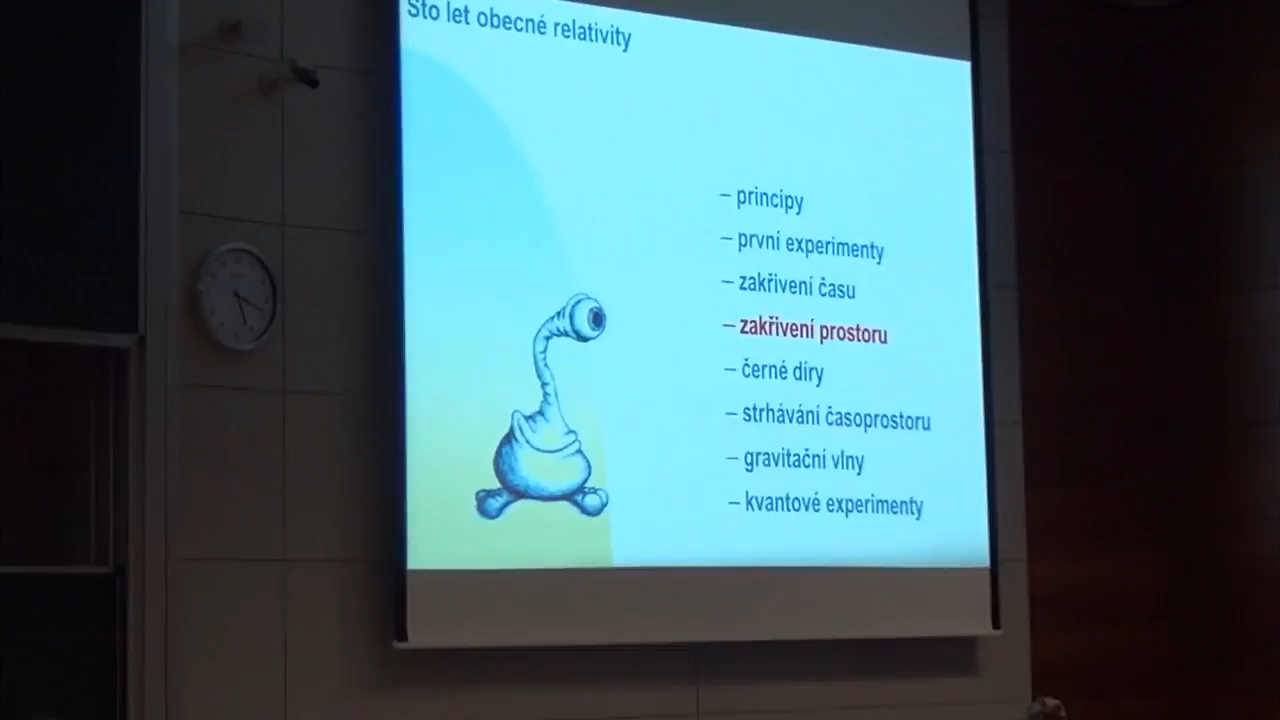 Sto let obecné relativity
– principy
– první experimenty
– zakřivení času
– zakřivení prostoru
– černé díry
– strhávání časoprostoru
– gravitační vlny
– kvantové experimenty